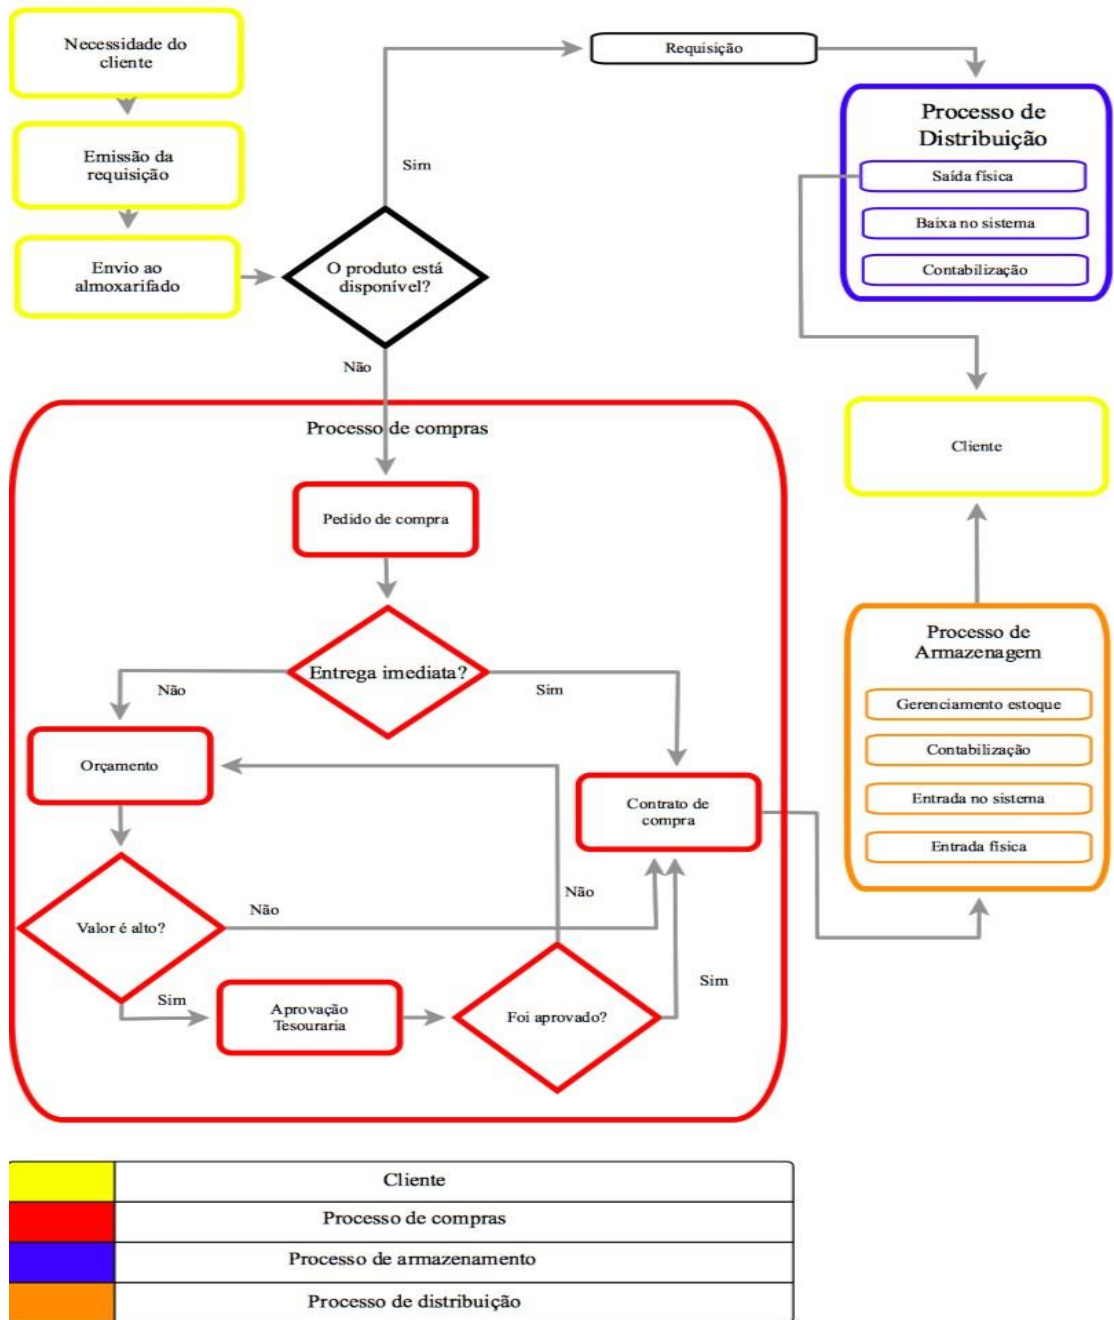 Necessidade do
cliente
Emissão da
requisição
Envio ao
almoxarifado
O produto está
disponível?
Sim
Requisição
Processo de
Distribuição
Saída física
Baixa no sistema
Contabilização
Cliente
Não
Processo de compras
Pedido de compra
Entrega imediata?
Não
Sim
Orçamento
Contrato de
compra
Valor é alto?
Não
Não
Sim
Aprovação
Tesouraria
Foi aprovado?
Sim
Processo de
Armazenagem
Gerenciamento estoque
Contabilização
Entrada no sistema
Entrada física
Cliente
Processo de compras
Processo de armazenamento
Processo de distribuição